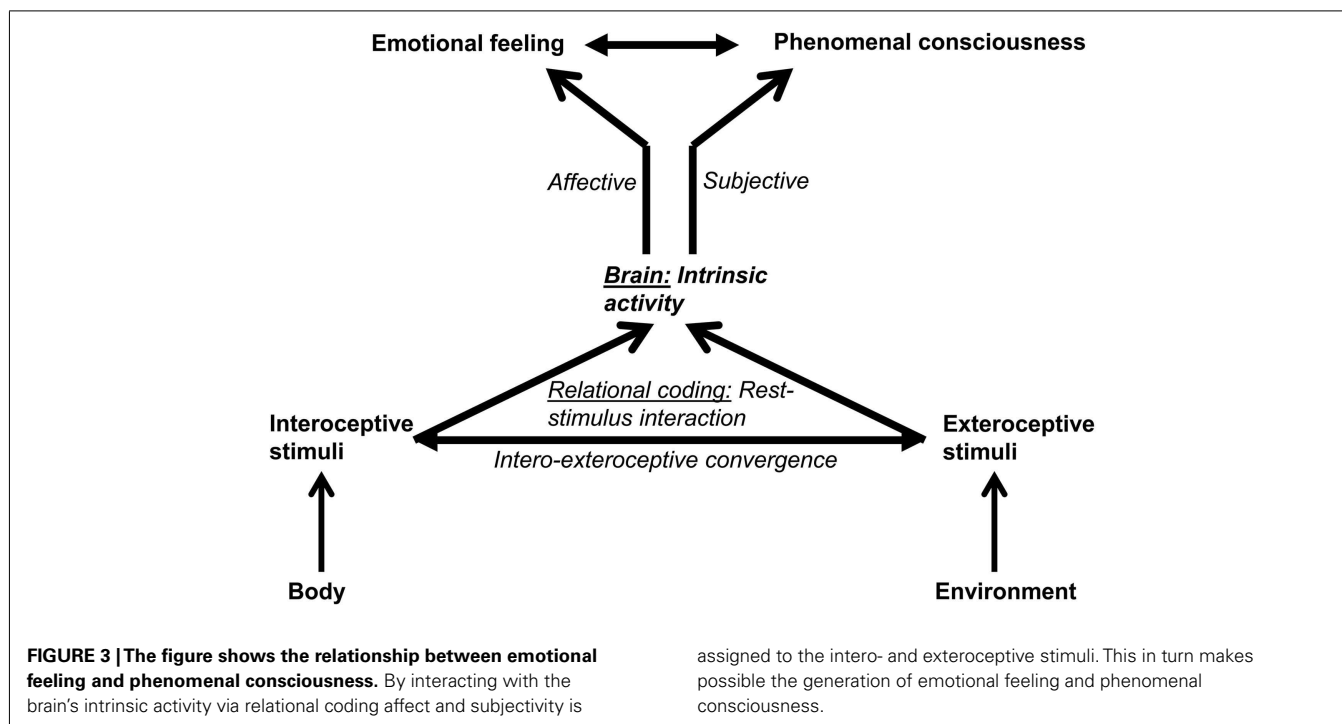 Emotional feeling
Phenomenal consciousness
Affective
Subjective
Brain: Intrinsic
activity
Relational coding: Rest-
stimulus interaction
Interoceptive
stimuli
Exteroceptive
stimuli
Intero-exteroceptive convergence
Body
Environment
FIGURE 3 | The figure shows the relationship between emotional
feeling and phenomenal consciousness. By interacting with the
brain's intrinsic activity via relational coding affect and subjectivity is
assigned to the intero- and exteroceptive stimuli. This in turn makes
possible the generation of emotional feeling and phenomenal
consciousness.